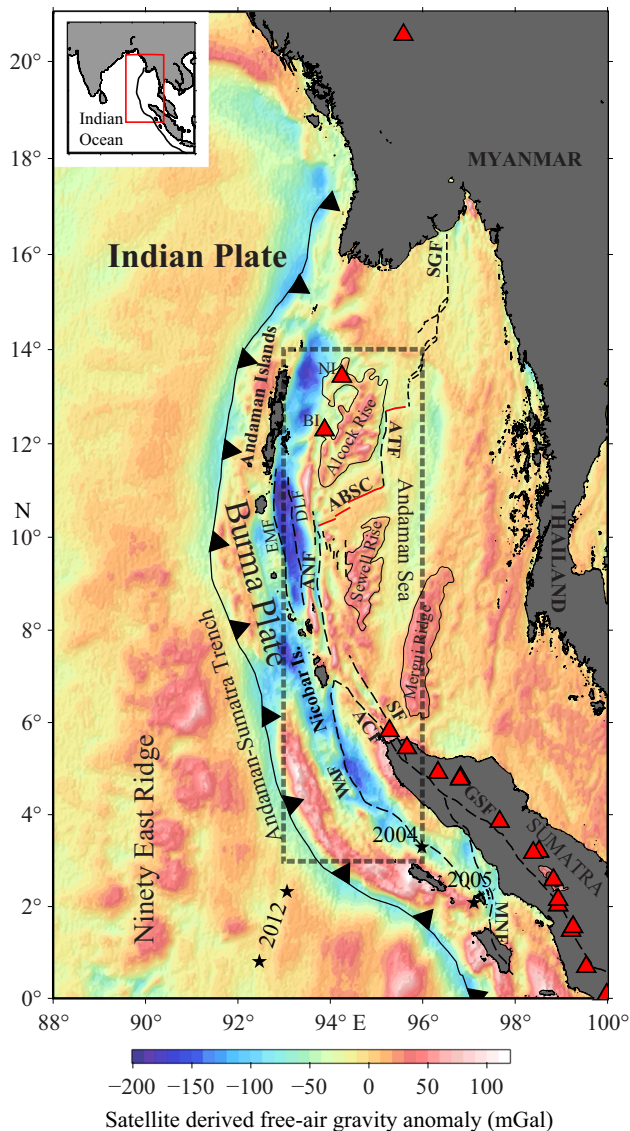 20°
18°
16°
14°
12°
N
10°
8°
6°
4°
2°
0°
88°
90°
92°
94° E
96°
98°
100°
Indian
Ocean
MYANMAR
Indian Plate
SGF
Andaman Islands
NI
BI
Alcock Rise
ATF
ABSC
Andaman Sea
THAILAND
EMF
DLF
Burma Plate
ANF
Sewell Rise
Mergui Ridge
Nicobar Is.
Andaman-Sumatra Trench
SF
ACF
WAF
GSF
SUMATRA
Ninety East Ridge
2004
2005
2012
MNF
−200
−150
−100
−50
0
50
100
Satellite derived free-air gravity anomaly (mGal)